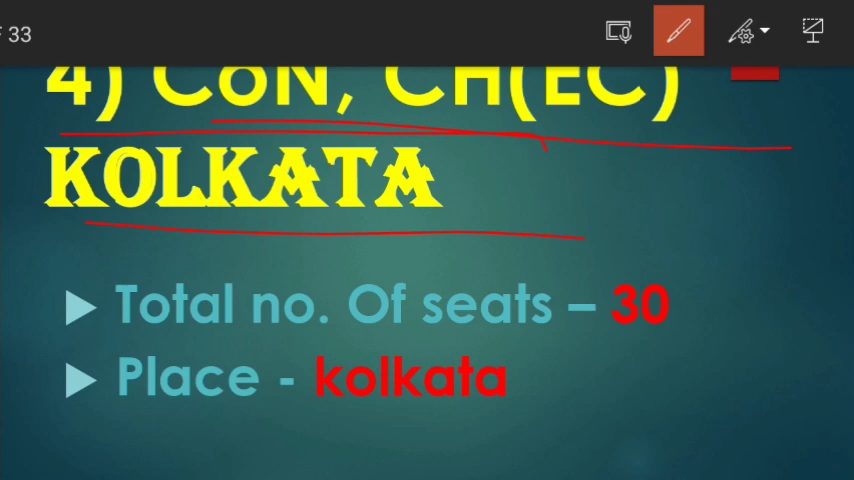 33
4) CON, CH(EC)
KOLKATA
Total no. Of seats – 30
Place - kolkata